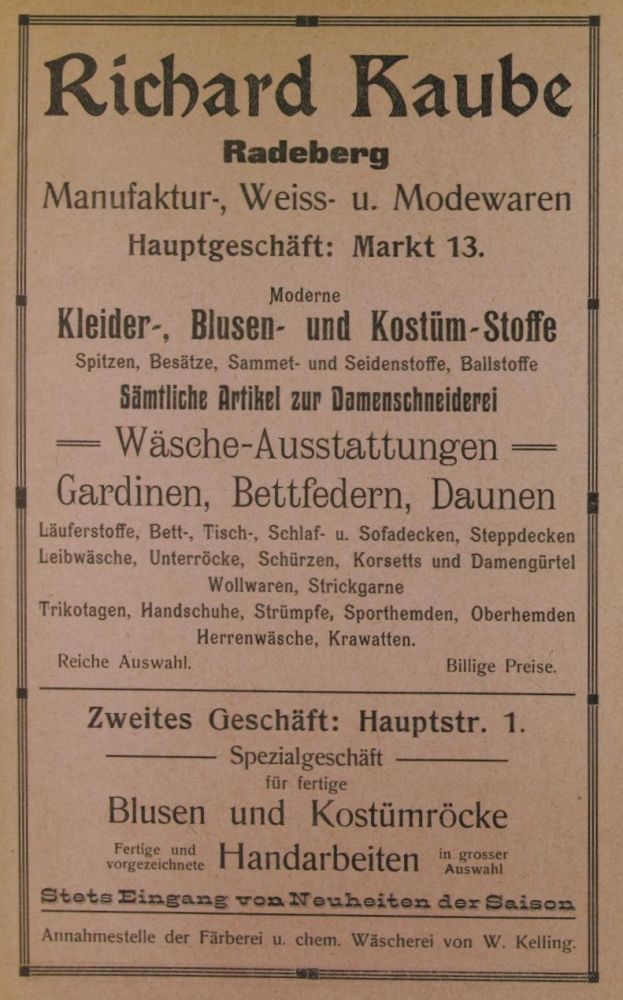 Richard Kaube
Radeberg
Manufaktur-, Weiss- u. Modewaren
Hauptgeschäft: Markt 13.
Moderne
Kleider-, Blusen- und Kostüm-Stoffe
Spitzen, Besätze, Sammet- und Seidenstoffe, Ballstoffe
Sämtliche Artikel zur Damenschneiderei
Wäsche-Ausstattungen
Gardinen, Bettfedern, Daunen
Läuferstoffe, Bett-, Tisch-, Schlaf- u. Sofadecken, Steppdecken
Leibwäsche, Unterröcke, Schürzen, Korsetts und Damengürtel
Wollwaren, Strickgarne
Trikotagen, Handschuhe, Strümpfe, Sporthemden, Oberhemden
Herrenwäsche, Krawatten.
Reiche Auswahl. Billige Preise.
Zweites Geschäft: Hauptstr. 1.
Spezialgeschäft
für fertige
Blusen und Kostümröcke
Fertige und
vorgezeichnete
Handarbeiten
in grosser
Auswahl
Stets Eingang von Neuheiten der Saison
Annahmestelle der Färberei u. chem. Wäscherei von W. Kelling.